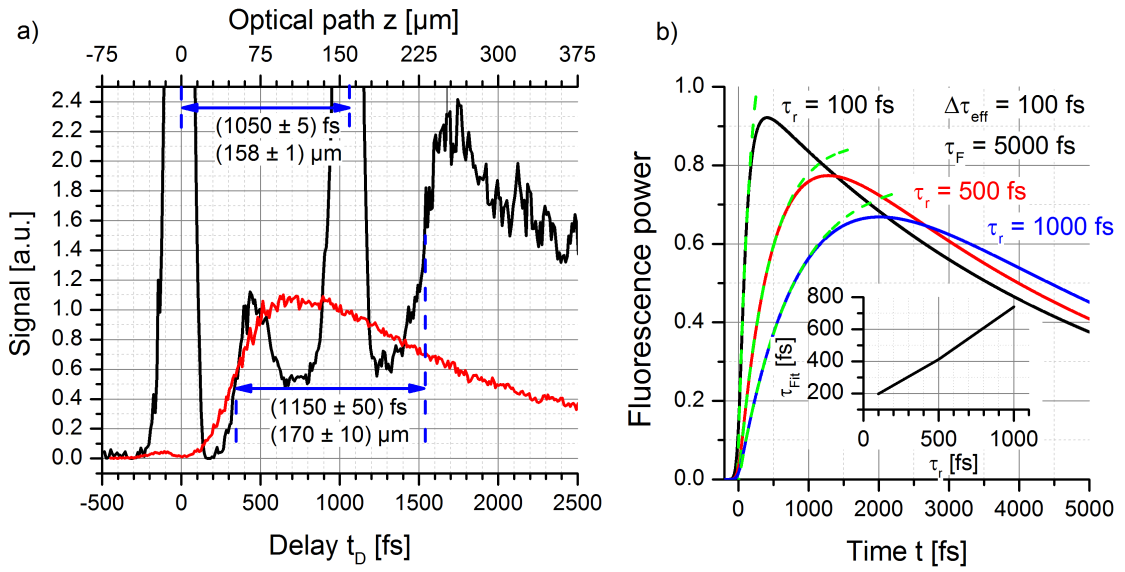 a)
Optical path z [µm]
-75 0 75 150 225 300 375
2.4
2.2
2.0
1.8
1.6
1.4
1.2
1.0
0.8
0.6
0.4
0.2
0.0
Signal [a.u.]
(1050 ± 5) fs
(158 ± 1) µm
(1150 ± 50) fs
(170 ± 10) µm
-500 0 500 1000 1500 2000 2500
Delay t_D [fs]
b)
1.0
0.8
0.6
0.4
0.2
0.0
Fluorescence power
τ_r = 100 fs
Δτ_eff = 100 fs
τ_F = 5000 fs
τ_r = 500 fs
τ_r = 1000 fs
800
600
400
200
τ_Fit [fs]
0 500 1000
τ_r [fs]
0 1000 2000 3000 4000 5000
Time t [fs]